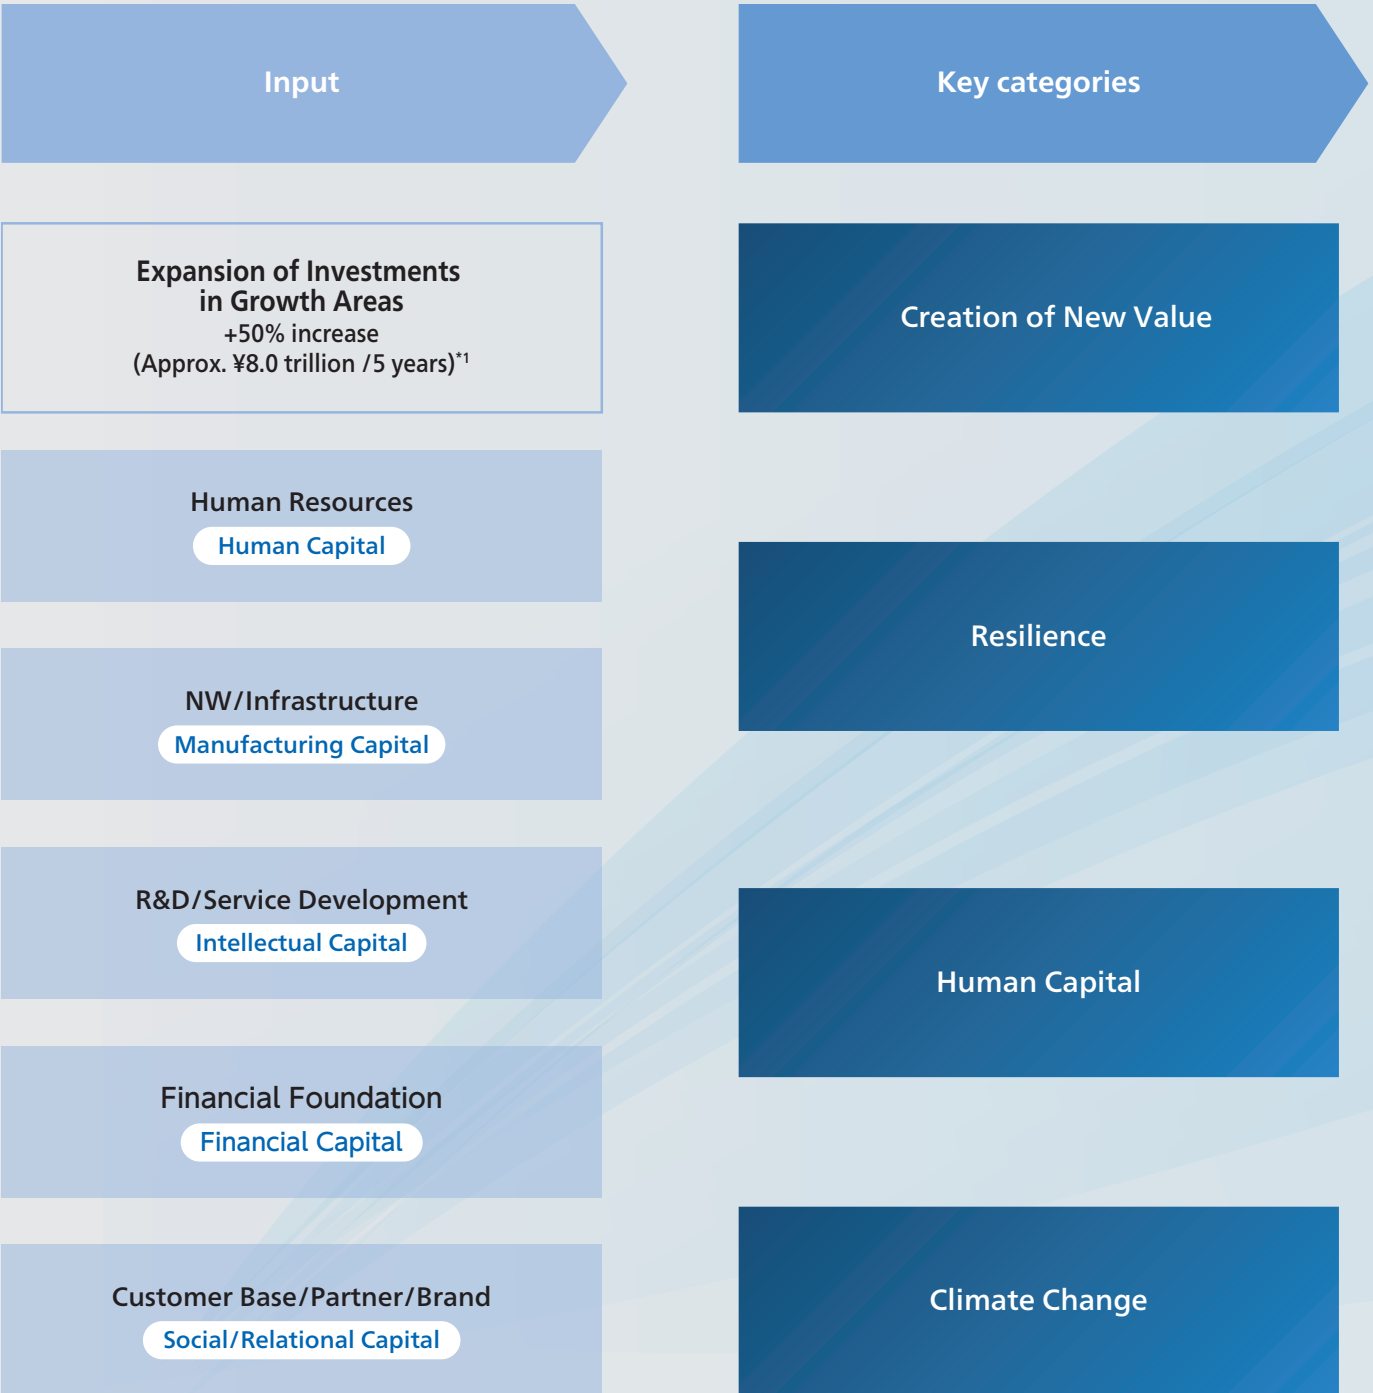 Input
Expansion of Investments
in Growth Areas
+50% increase
(Approx. ¥8.0 trillion /5 years)*1
Human Resources
Human Capital
NW/Infrastructure
Manufacturing Capital
R&D/Service Development
Intellectual Capital
Financial Foundation
Financial Capital
Customer Base/Partner/Brand
Social/Relational Capital
Key categories
Creation of New Value
Resilience
Human Capital
Climate Change